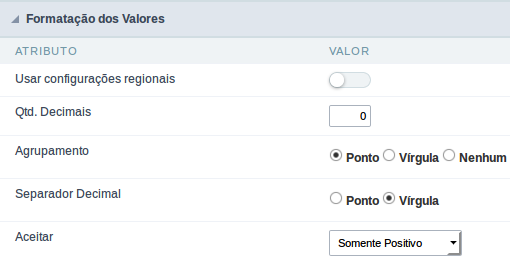 Formatação dos Valores
ATRIBUTO VALOR
Usar configurações regionais
Qtd. Decimais 0
Agrupamento Ponto Vírgula Nenhum
Separador Decimal Ponto Vírgula
Aceitar Somente Positivo